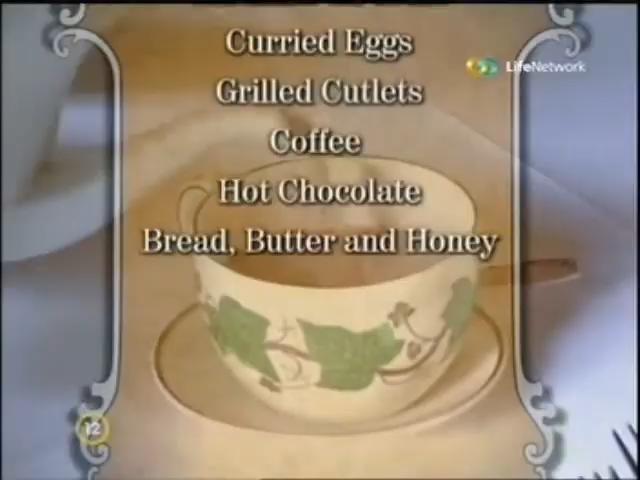 Curried Eggs
LifeNetwork
Grilled Cutlets
Coffee
Hot Chocolate
Bread, Butter and Honey
12